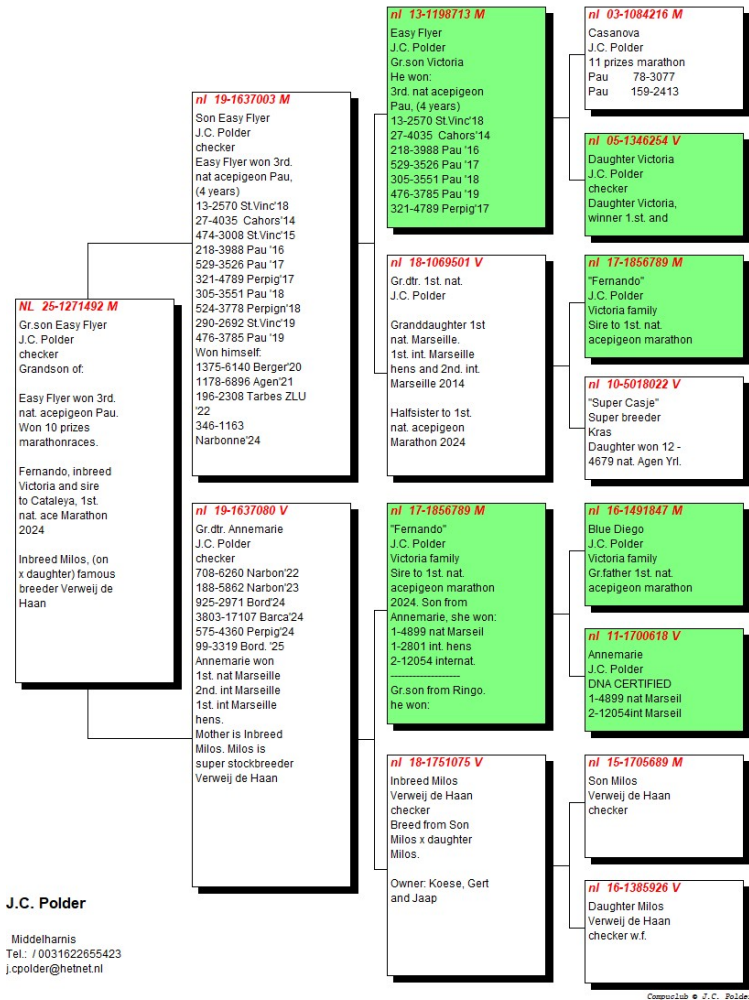 NL 25-1271492 M
Gr.son Easy Flyer
J.C. Polder
checker
Grandson of:
Easy Flyer won 3rd.
nat. acepigeon Pau.
Won 10 prizes
marathonraces.
Fernando, inbreed
Victoria and sire
to Cataleya, 1st.
nat. ace Marathon
2024
Inbreed Milos, (on
x daughter) famous
breeder Verweij de
Haan
nl 19-1637003 M
Son Easy Flyer
J.C. Polder
checker
Easy Flyer won 3rd.
nat acepigeon Pau,
(4 years)
13-2570 St.Vinc'18
27-4035 Cahors'14
474-3008 St.Vinc'15
218-3988 Pau '16
529-3526 Pau '17
321-4789 Perpig'17
305-3551 Pau '18
524-3778 Perpign'18
290-2692 St.Vinc'19
476-3785 Pau '19
Won himself:
1375-6140 Berger'20
1178-6896 Agen'21
196-2308 Tarbes ZLU
'22
346-1163
Narbonne'24
nl 19-1637080 V
Gr.dtr. Annemarie
J.C. Polder
checker
708-6260 Narbon'22
188-5862 Narbon'23
925-2971 Bord'24
3803-17107 Barca'24
575-4360 Perpig'24
99-3319 Bord. '25
Annemarie won
1st. nat Marseille
2nd. int Marseille
1st. int Marseille
hens.
Mother is Inbreed
Milos. Milos is
super stockbreeder
Verweij de Haan
nl 13-1198713 M
Easy Flyer
J.C. Polder
Gr.son Victoria
He won:
3rd. nat acepigeon
Pau, (4 years)
13-2570 St.Vinc'18
27-4035 Cahors'14
218-3988 Pau '16
529-3526 Pau '17
305-3551 Pau '18
476-3785 Pau '19
321-4789 Perpig'17
nl 18-1069501 V
Gr.dtr. 1st. nat.
J.C. Polder
Granddaughter 1st
nat. Marseille.
1st. int. Marseille
hens and 2nd. int.
Marseille 2014
Halfsister to 1st.
nat. acepigeon
Marathon 2024
nl 17-1856789 M
"Fernando"
J.C. Polder
Victoria family
Sire to 1st. nat.
acepigeon marathon
2024. Son from
Annemarie, she won:
1-4899 nat Marseil
1-2801 int. hens
2-12054 internat.
-------------------
Gr.son from Ringo.
he won:
nl 18-1751075 V
Inbreed Milos
Verweij de Haan
checker
Breed from Son
Milos x daughter
Milos.
Owner: Koese, Gert
and Jaap
nl 03-1084216 M
Casanova
J.C. Polder
11 prizes marathon
Pau 78-3077
Pau 159-2413
nl 05-1346254 V
Daughter Victoria
J.C. Polder
checker
Daughter Victoria,
winner 1.st. and
nl 17-1856789 M
"Fernando"
J.C. Polder
Victoria family
Sire to 1st. nat.
acepigeon marathon
nl 10-5018022 V
"Super Casje"
Super breeder
Kras
Daughter won 12 -
4679 nat. Agen Yrl.
nl 16-1491847 M
Blue Diego
J.C. Polder
Victoria family
Gr.father 1st. nat.
acepigeon marathon
nl 11-1700618 V
Annemarie
J.C. Polder
DNA CERTIFIED
1-4899 nat Marseil
2-12054int Marseil
nl 15-1705689 M
Son Milos
Verweij de Haan
checker
nl 16-1385926 V
Daughter Milos
Verweij de Haan
checker w.f.
J.C. Polder
Middelharnis
Tel.: / 0031622655423
j.cpolder@hetnet.nl
Compuclub © J.C. Polder